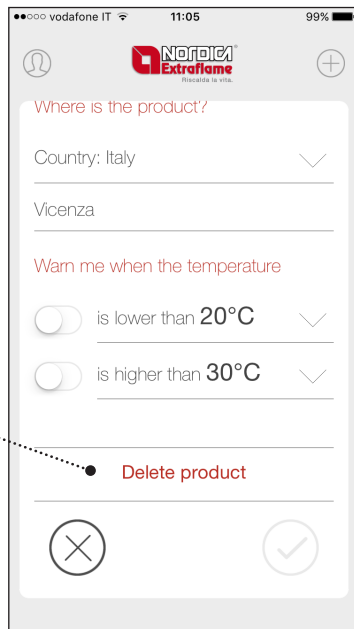 vodafone IT 11:05 99%
NORDICA
Extraflame
Riscalda la vita.
Where is the product?
Country: Italy
Vicenza
Warn me when the temperature
is lower than 20°C
is higher than 30°C
Delete product